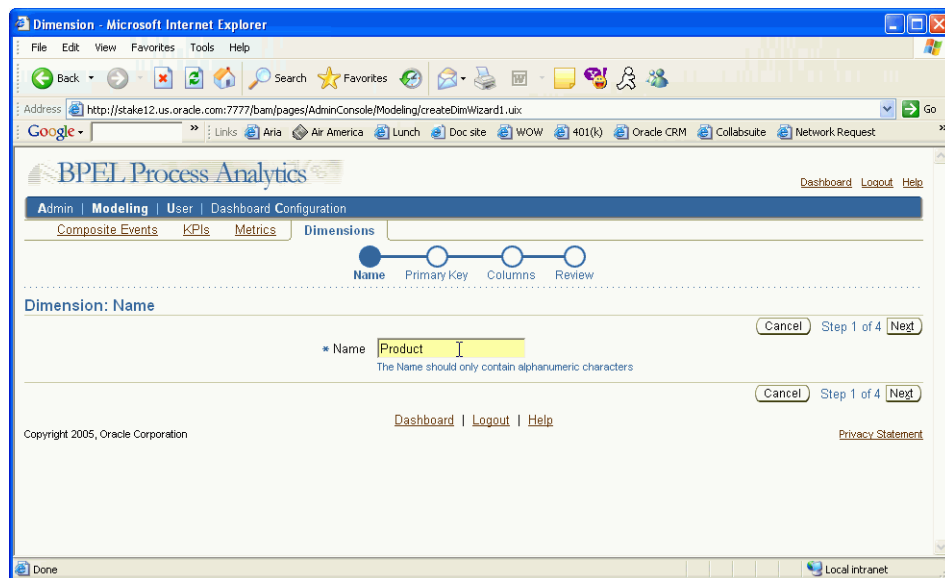 Dimension - Microsoft Internet Explorer
File Edit View Favorites Tools Help
Back Search Favorites
Address http://stake12.us.oracle.com:7777/bam/pages/AdminConsole/Modeling/createDimWizard1.uix Go
Google Links Aria Air America Lunch Doc site WOW 401(k) Oracle CRM Collabsuite Network Request
BPEL Process Analytics
Dashboard Logout Help
Admin | Modeling | User | Dashboard Configuration
Composite Events KPIs Metrics Dimensions
Name Primary Key Columns Review
Dimension: Name
Cancel Step 1 of 4 Next
* Name Product
The Name should only contain alphanumeric characters
Cancel Step 1 of 4 Next
Dashboard | Logout | Help
Copyright 2005, Oracle Corporation Privacy Statement
Done Local intranet